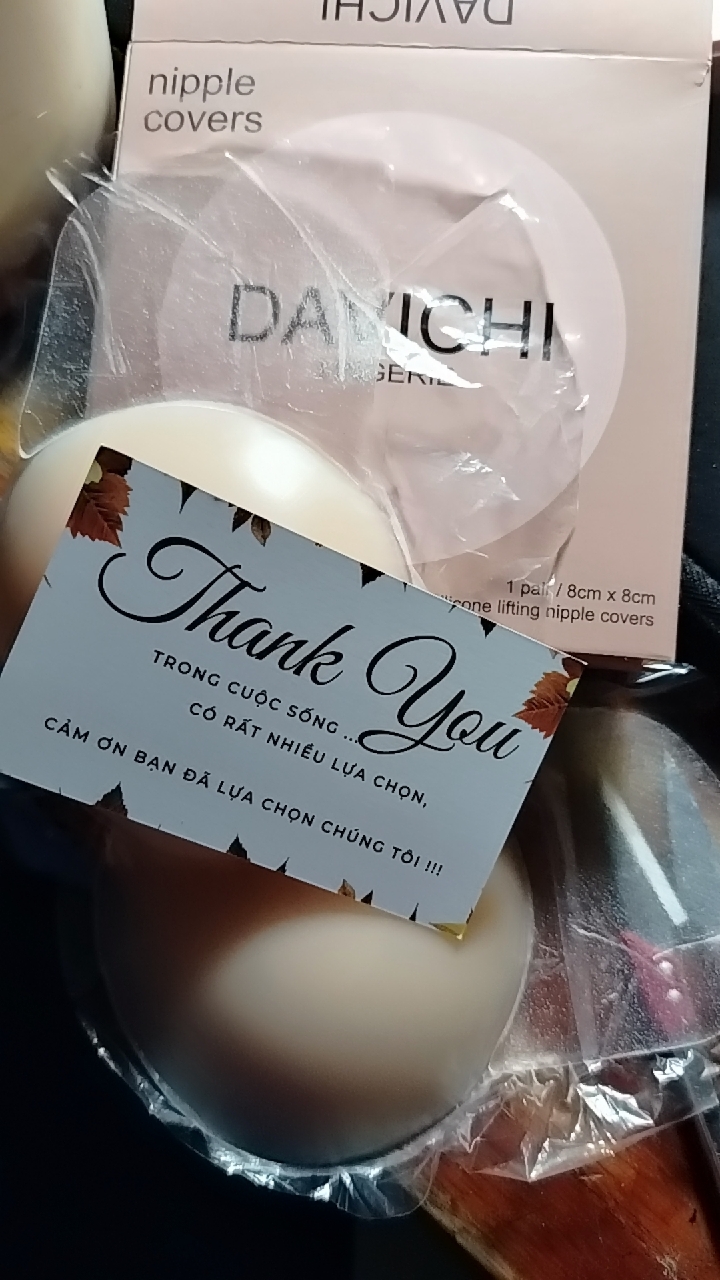 DAVICHI
nipple
covers
DAVICHI
1 pair / 8cm x 8cm
lifting nipple covers
Thank You
TRONG CUỘC SỐNG ...
CÓ RẤT NHIỀU LỰA CHỌN,
CẢM ƠN BẠN ĐÃ LỰA CHỌN CHÚNG TÔI !!!